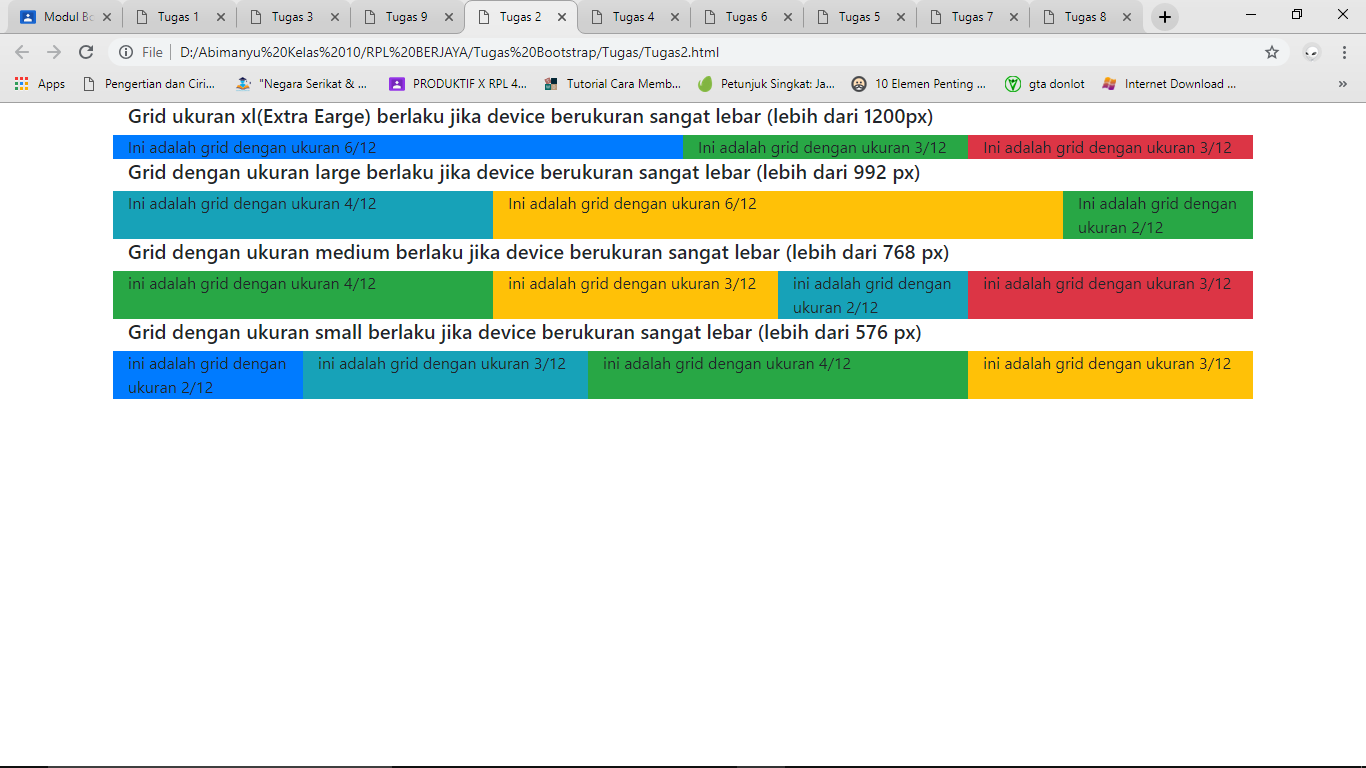 Modul Bo
Tugas 1
Tugas 3
Tugas 9
Tugas 2
Tugas 4
Tugas 6
Tugas 5
Tugas 7
Tugas 8
File
D:/Abimanyu%20Kelas%2010/RPL%20BERJAYA/Tugas%20Bootstrap/Tugas/Tugas2.html
Apps
Pengertian dan Ciri...
"Negara Serikat & ...
PRODUKTIF X RPL 4...
Tutorial Cara Memb...
Petunjuk Singkat: Ja...
10 Elemen Penting ...
gta donlot
Internet Download ...
»
Grid ukuran xl(Extra Earge) berlaku jika device berukuran sangat lebar (lebih dari 1200px)
Ini adalah grid dengan ukuran 6/12
Ini adalah grid dengan ukuran 3/12
Ini adalah grid dengan ukuran 3/12
Grid dengan ukuran large berlaku jika device berukuran sangat lebar (lebih dari 992 px)
Ini adalah grid dengan ukuran 4/12
Ini adalah grid dengan ukuran 6/12
Ini adalah grid dengan
ukuran 2/12
Grid dengan ukuran medium berlaku jika device berukuran sangat lebar (lebih dari 768 px)
ini adalah grid dengan ukuran 4/12
ini adalah grid dengan ukuran 3/12
ini adalah grid dengan
ukuran 2/12
ini adalah grid dengan ukuran 3/12
Grid dengan ukuran small berlaku jika device berukuran sangat lebar (lebih dari 576 px)
ini adalah grid dengan
ukuran 2/12
ini adalah grid dengan ukuran 3/12
ini adalah grid dengan ukuran 4/12
ini adalah grid dengan ukuran 3/12